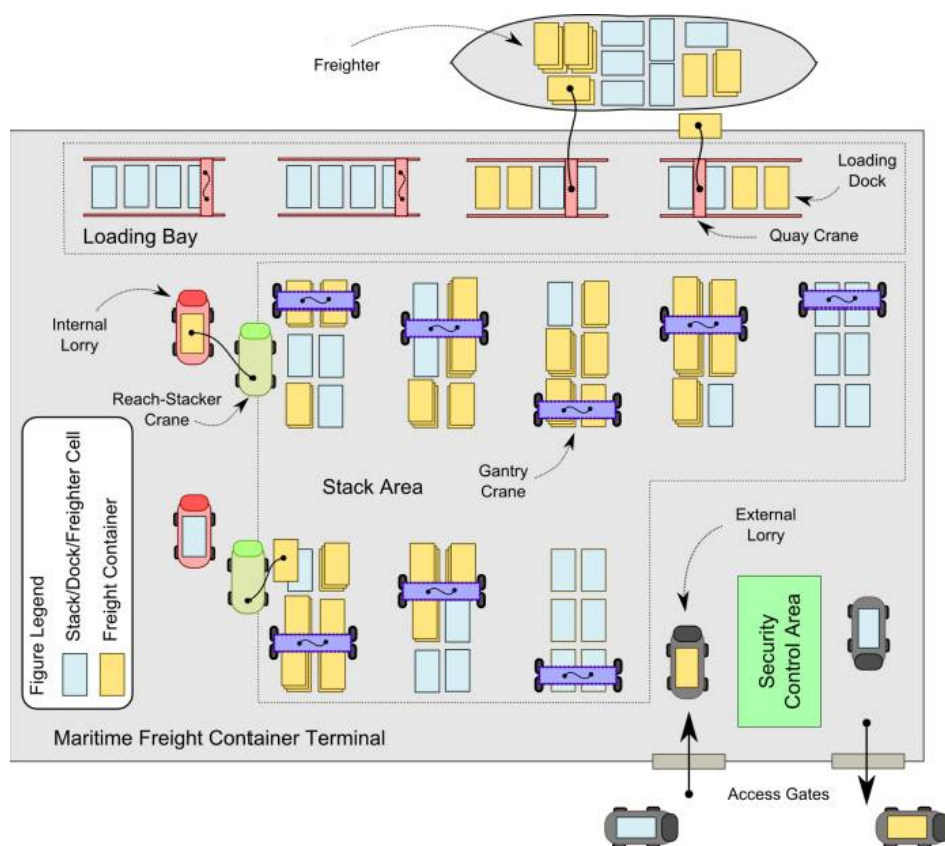 Freighter
Loading
Dock
Loading Bay
Quay Crane
Internal
Lorry
Reach-Stacker
Crane
Gantry
Crane
Stack Area
External
Lorry
Figure Legend
Stack/Dock/Freighter Cell
Freight Container
Security
Control Area
Maritime Freight Container Terminal
Access Gates